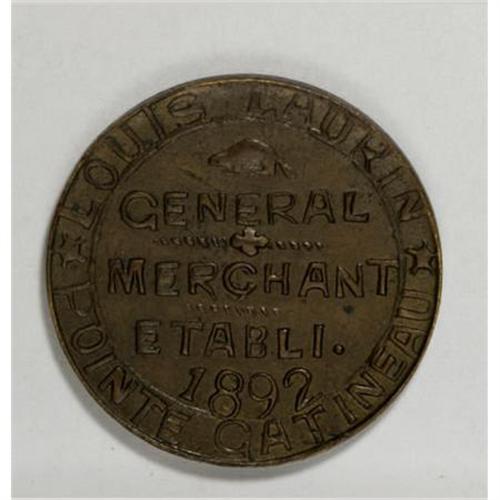 LOUIS LAURIN
GENERAL
MERCHANT
ETABLI.
1892
POINTE GATINEAU